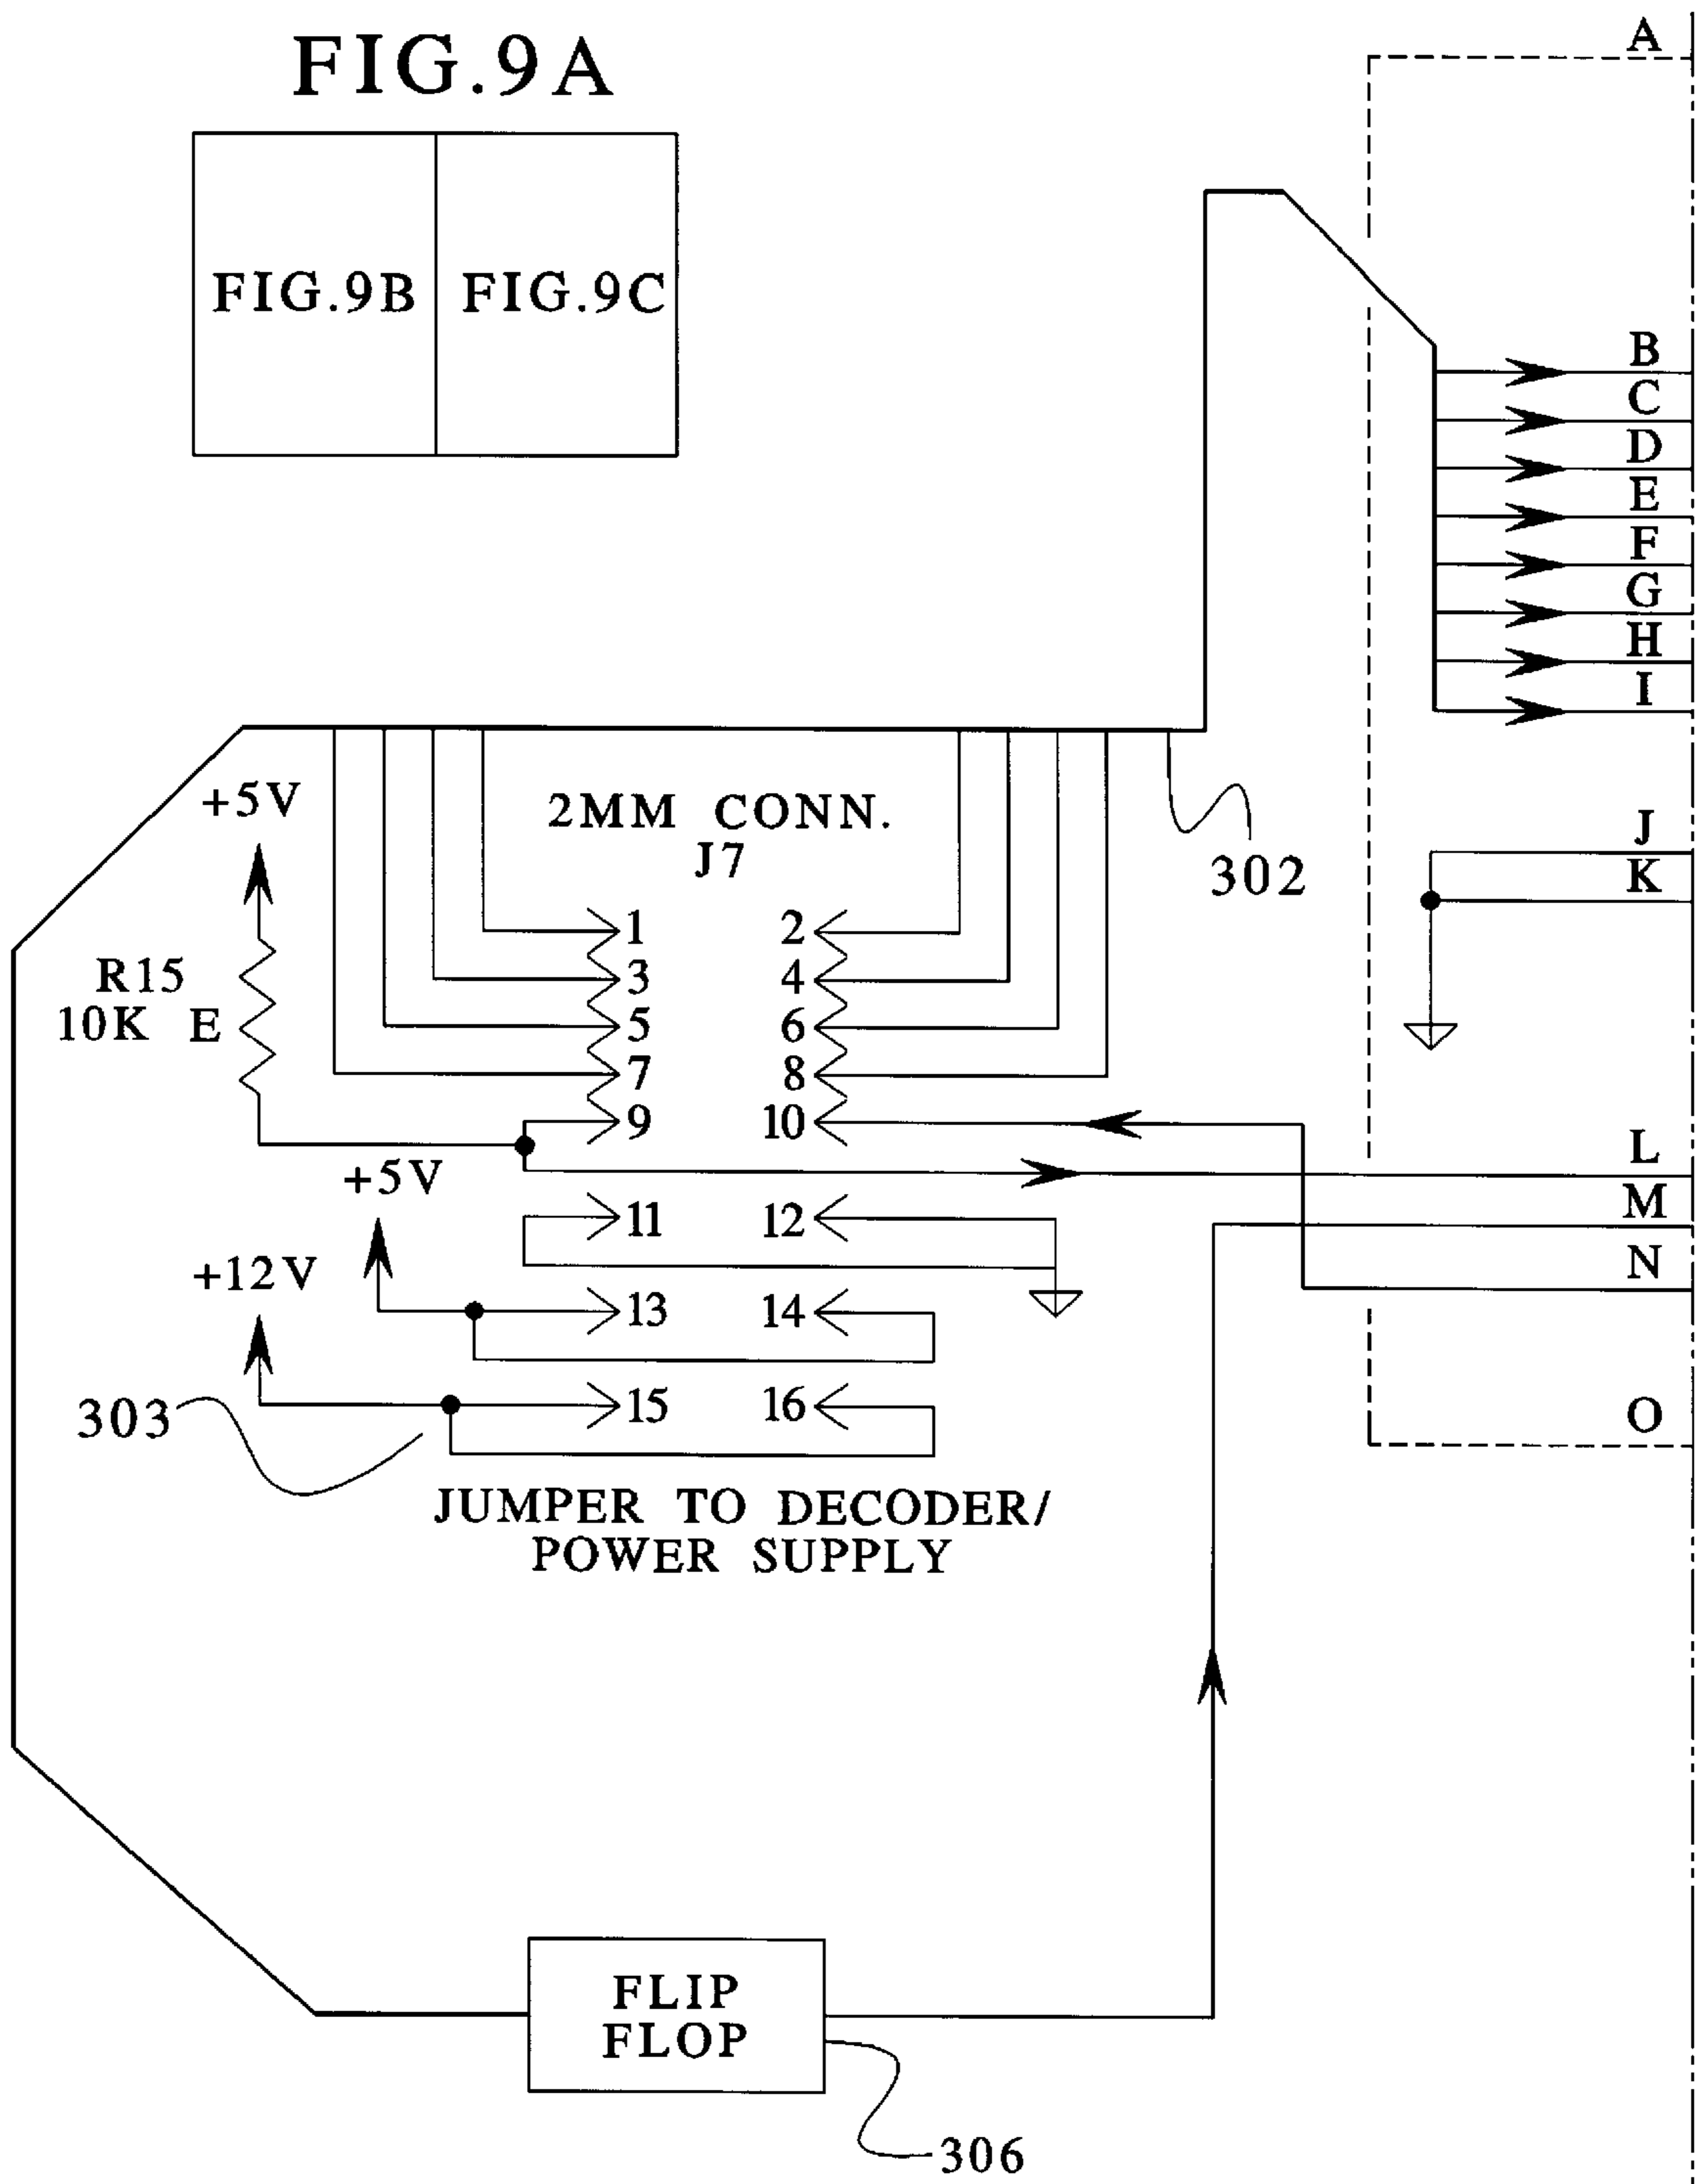 FIG.9A
FIG.9B FIG.9C
A
B
C
D
E
F
G
H
I
+5V
2MM CONN.
J7
302
J
K
1 2
3 4
5 6
7 8
9 10
R15
10K E
L
M
N
O
+5V
11 12
+12V
13 14
15 16
303
JUMPER TO DECODER/
POWER SUPPLY
FLIP
FLOP
306